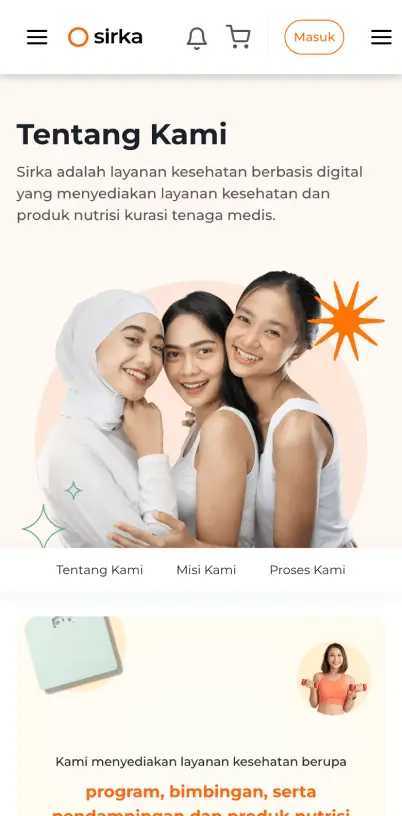 sirka
Masuk
Tentang Kami
Sirka adalah layanan kesehatan berbasis digital
yang menyediakan layanan kesehatan dan
produk nutrisi kurasi tenaga medis.
Tentang Kami
Misi Kami
Proses Kami
Kami menyediakan layanan kesehatan berupa
program, bimbingan, serta
pendampingan dan produk nutrisi